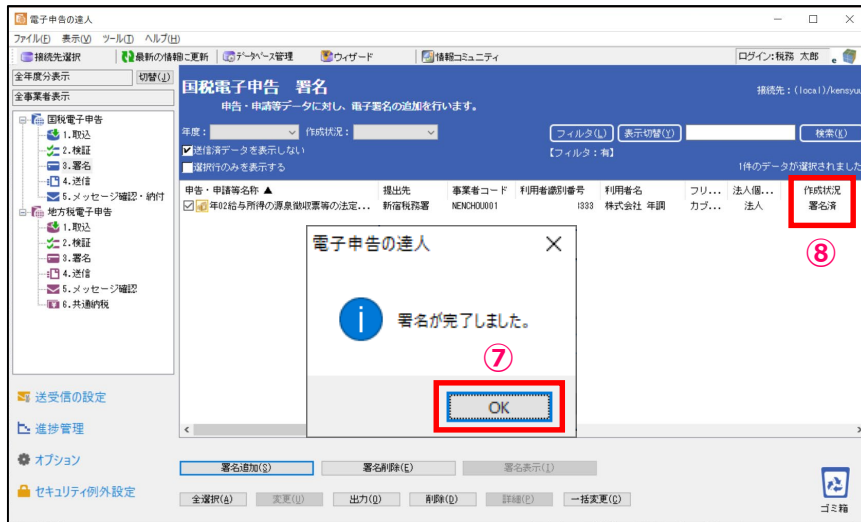 電子申告の達人
ファイル(F) 表示(V) ツール(T) ヘルプ(H)
接続先選択 最新の情報に更新 データベース管理 ウィザード 情報コミュニティ ログイン:税務 太郎
全年度分表示 切替(J)
全事業者表示
国税電子申告
1.取込
2.検証
3.署名
4.送信
5.メッセージ確認・納付
地方税電子申告
1.取込
2.検証
3.署名
4.送信
5.メッセージ確認
6.共通納税
送受信の設定
進捗管理
オプション
セキュリティ例外設定
国税電子申告 署名
申告・申請等データに対し、電子署名の追加を行います。
接続先:(local)/kensyuu
年度: 作成状況: フィルタ(L) 表示切替(Y) 検索(K)
送信済データを表示しない 【フィルタ:有】
選択行のみを表示する 1件のデータが選択されました
申告・申請等名称 ▲ 提出先 事業者コード 利用者識別番号 利用者名 フリ... 法人個... 作成状況
年02給与所得の源泉徴収票等の法定... 新宿税務署 NENCHOU001 1333 株式会社 年調 カブ... 法人 署名済
⑧
電子申告の達人
署名が完了しました。
⑦
OK
署名追加(S) 署名削除(E) 署名表示(I)
全選択(A) 変更(U) 出力(O) 削除(D) 詳細(P) 一括変更(C)
ゴミ箱